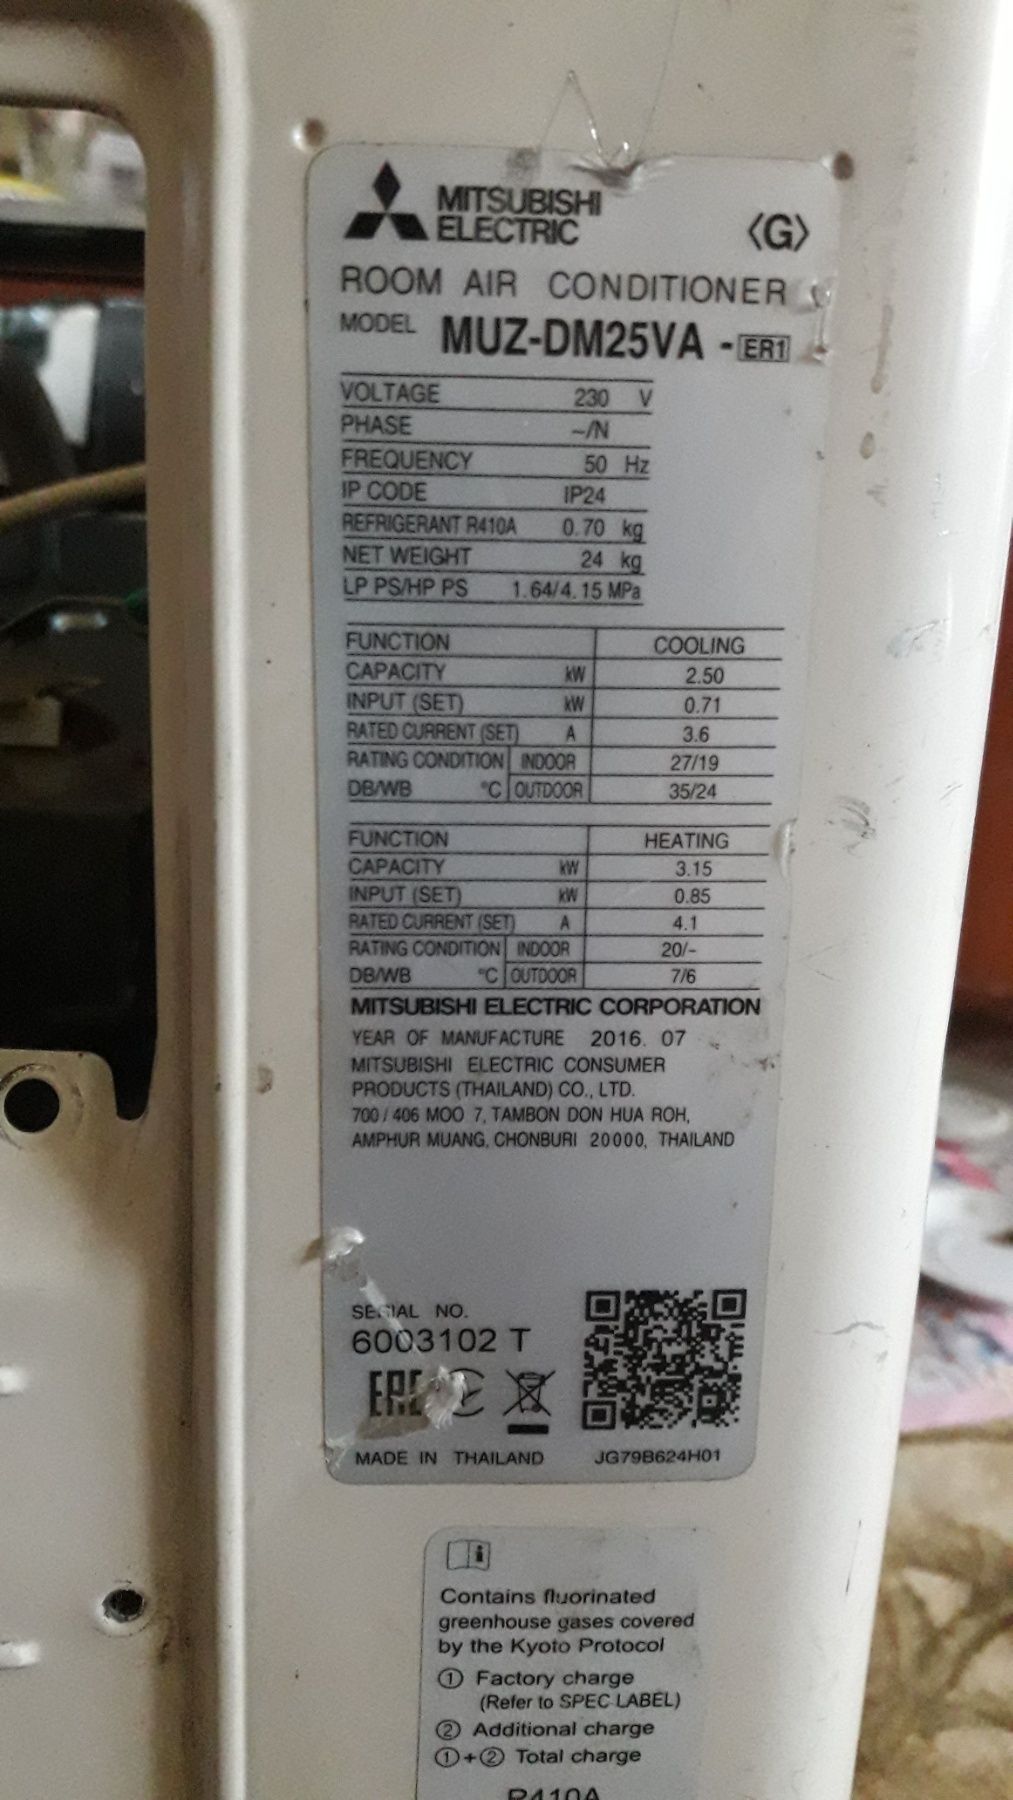 MITSUBISHI
ELECTRIC
〈G〉
ROOM AIR CONDITIONER
MODEL MUZ-DM25VA - ER1
VOLTAGE 230 V
PHASE ~/N
FREQUENCY 50 Hz
IP CODE IP24
REFRIGERANT R410A 0.70 kg
NET WEIGHT 24 kg
LP PS/HP PS 1.64/4.15 MPa
FUNCTION COOLING
CAPACITY kW 2.50
INPUT (SET) kW 0.71
RATED CURRENT (SET) A 3.6
RATING CONDITION INDOOR 27/19
DB/WB °C OUTDOOR 35/24
FUNCTION HEATING
CAPACITY kW 3.15
INPUT (SET) kW 0.85
RATED CURRENT (SET) A 4.1
RATING CONDITION INDOOR 20/-
DB/WB °C OUTDOOR 7/6
MITSUBISHI ELECTRIC CORPORATION
YEAR OF MANUFACTURE 2016. 07
MITSUBISHI ELECTRIC CONSUMER
PRODUCTS (THAILAND) CO., LTD.
700 / 406 MOO 7, TAMBON DON HUA ROH,
AMPHUR MUANG, CHONBURI 20000, THAILAND
SERIAL NO.
6003102 T
EAC
MADE IN THAILAND JG79B624H01
i
Contains fluorinated
greenhouse gases covered
by the Kyoto Protocol
① Factory charge
(Refer to SPEC LABEL)
② Additional charge
①+② Total charge
R410A